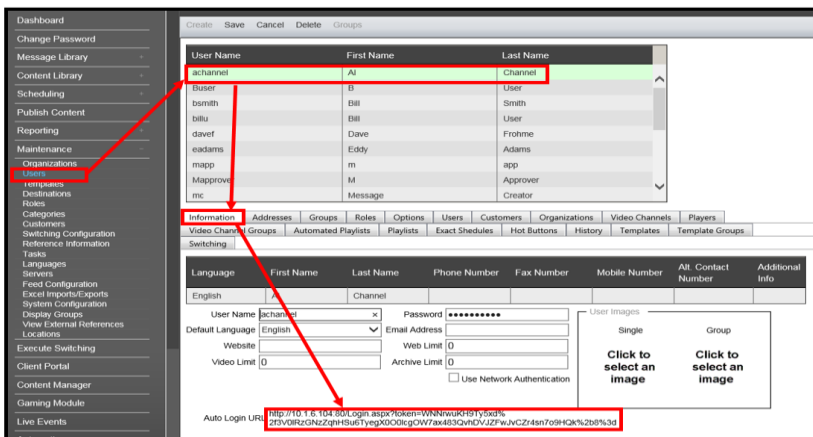 Dashboard
Change Password
Message Library
Content Library
Scheduling
Publish Content
Reporting
Maintenance
Organizations
Users
Templates
Destinations
Roles
Categories
Customers
Switching Configuration
Reference Information
Tasks
Languages
Servers
Feed Configuration
Excel Imports/Exports
System Configuration
Display Groups
View External References
Locations
Execute Switching
Client Portal
Content Manager
Gaming Module
Live Events
Create Save Cancel Delete Groups
User Name First Name Last Name
achannel Al Channel
Buser B User
bsmith Bill Smith
billu Bill User
davef Dave Frohme
eadams Eddy Adams
mapp m app
Mapprove M Approver
mc Message Creator
Information Addresses Groups Roles Options Users Customers Organizations Video Channels Players
Video Channel Groups Automated Playlists Playlists Exact Shedules Hot Buttons History Templates Template Groups
Switching
Language First Name Last Name Phone Number Fax Number Mobile Number Alt. Contact Number Additional Info
English Channel
User Name achannel × Password ●●●●●●●●●● User Images
Default Language English Email Address Single Group
Website Web Limit 0
Video Limit 0 Archive Limit 0
Click to select an image Click to select an image
Use Network Authentication
Auto Login URL http://10.1.6.104:80/Login.aspx?token=WNNrwuKH9Ty5xd%
2f3V0lRzGNzZqhHSu6TyegX0O0lcgOW7ax483QvhDVJZFwJvCZr4sn7o9HQk%2b8%3d